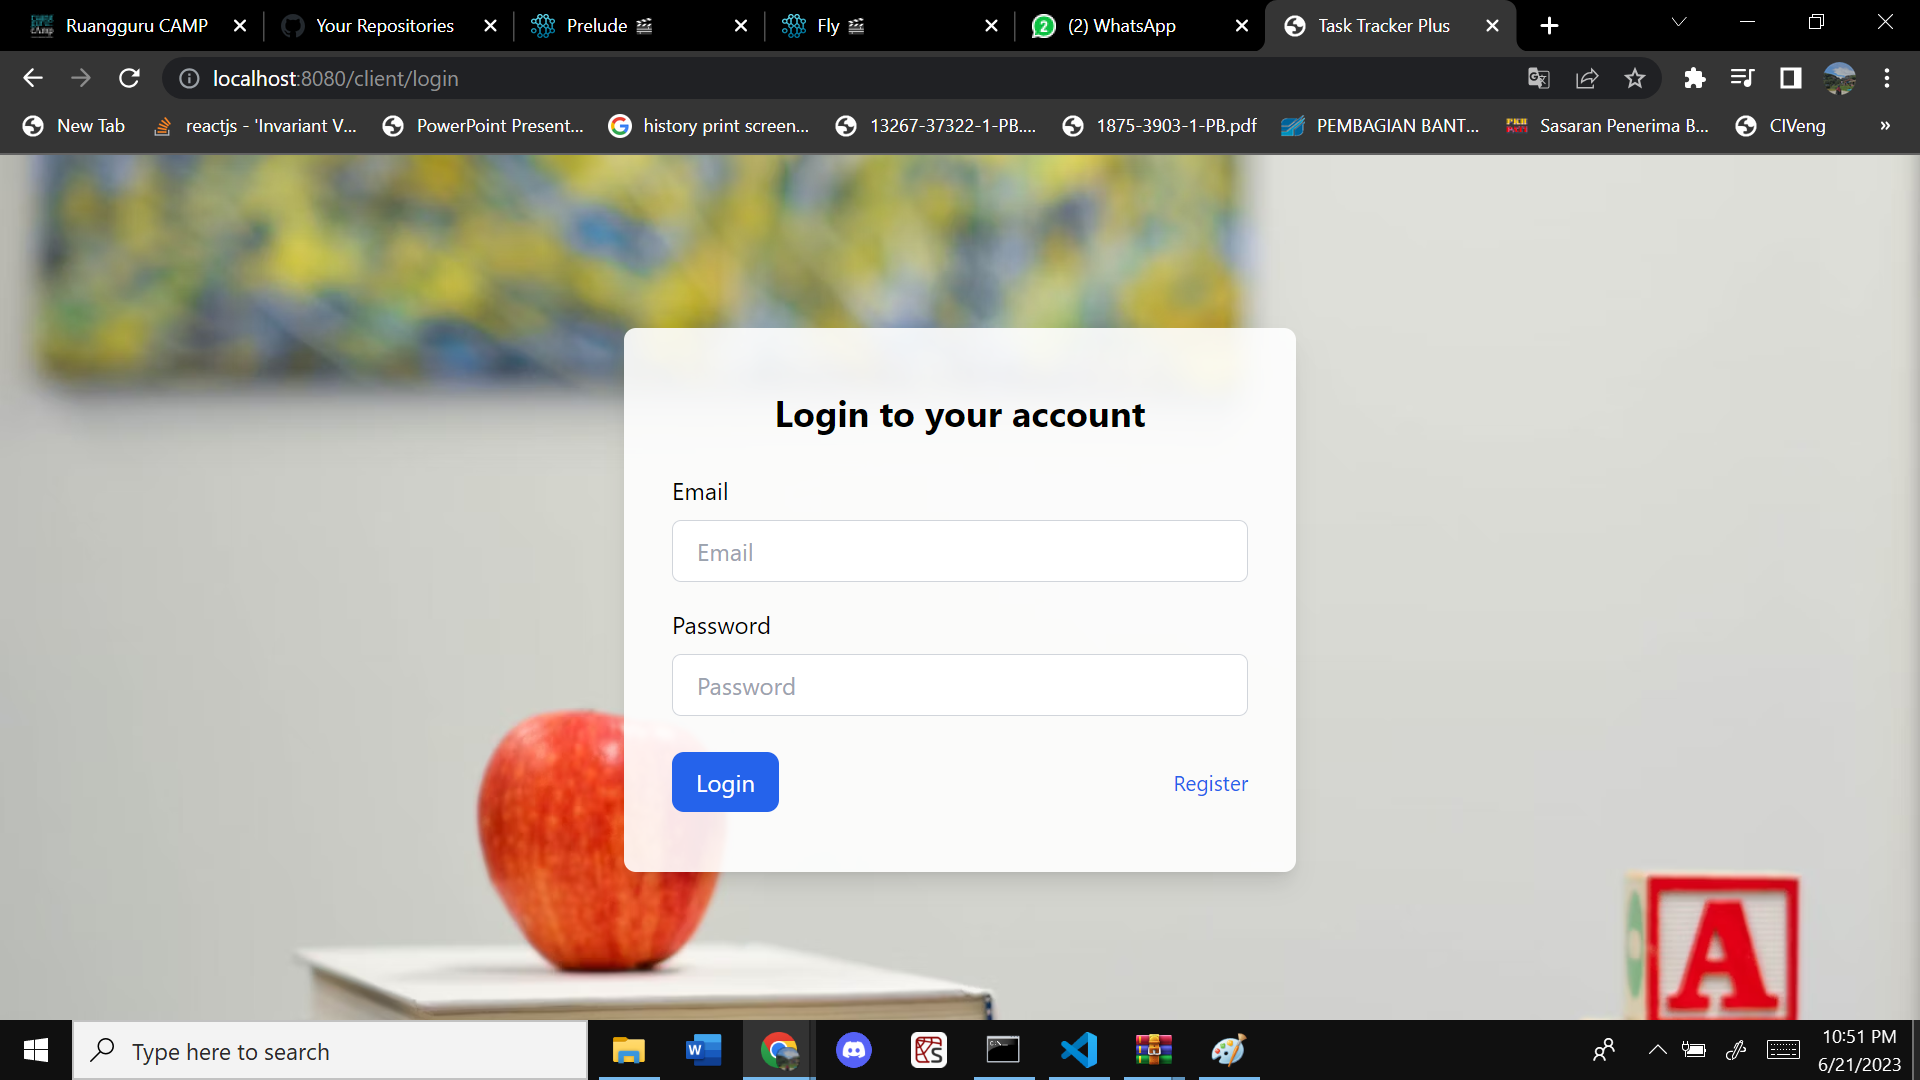 Ruangguru CAMP
Your Repositories
Prelude 🎬
Fly 🎬
(2) WhatsApp
Task Tracker Plus
localhost:8080/client/login
New Tab
reactjs - 'Invariant V...
PowerPoint Present...
history print screen...
13267-37322-1-PB....
1875-3903-1-PB.pdf
PEMBAGIAN BANT...
Sasaran Penerima B...
CIVeng
»
Login to your account
Email
Email
Password
Password
Login
Register
A
Type here to search
10:51 PM
6/21/2023